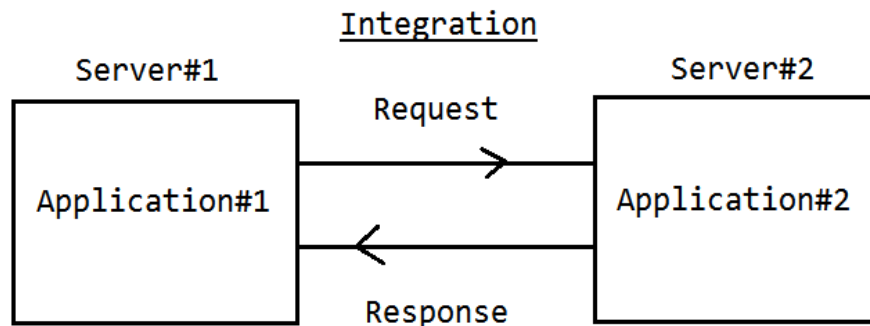 Integration
Server#1
Server#2
Request
Application#1
Application#2
Response